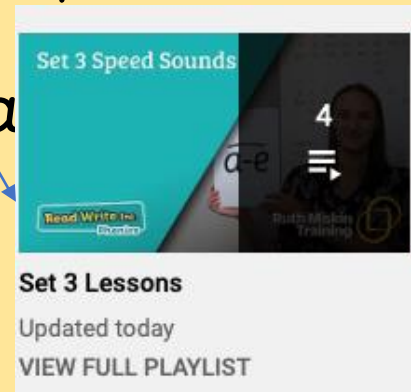 Set 3 Speed Sounds
4
a
a-e
Read Write Inc.
Phonics
Ruth Miskin
Training
Set 3 Lessons
Updated today
VIEW FULL PLAYLIST